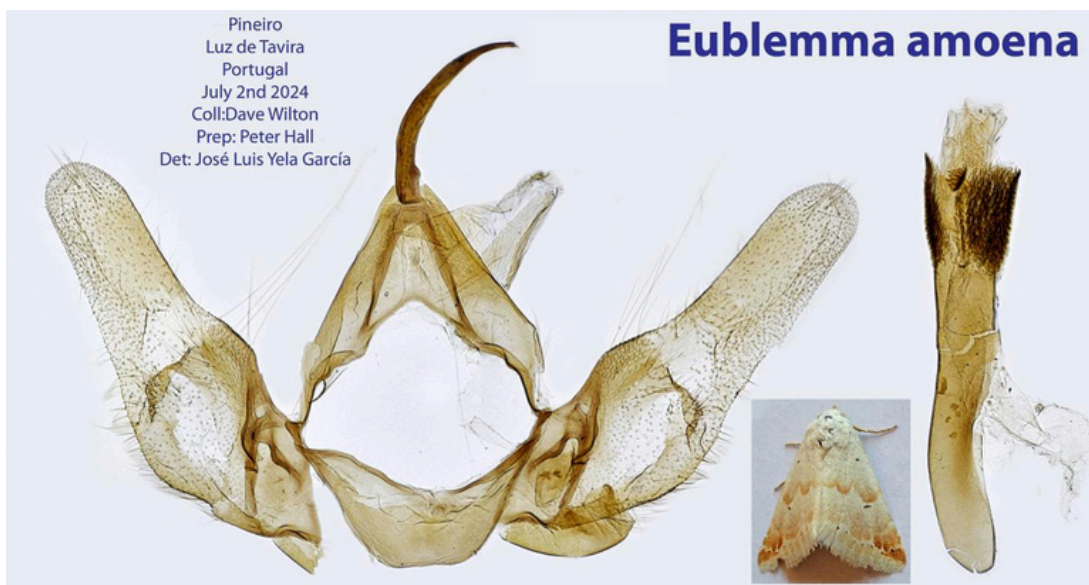 Pineiro
Luz de Tavira
Portugal
July 2nd 2024
Coll:Dave Wilton
Prep: Peter Hall
Det: José Luis Yela García
Eublemma amoena